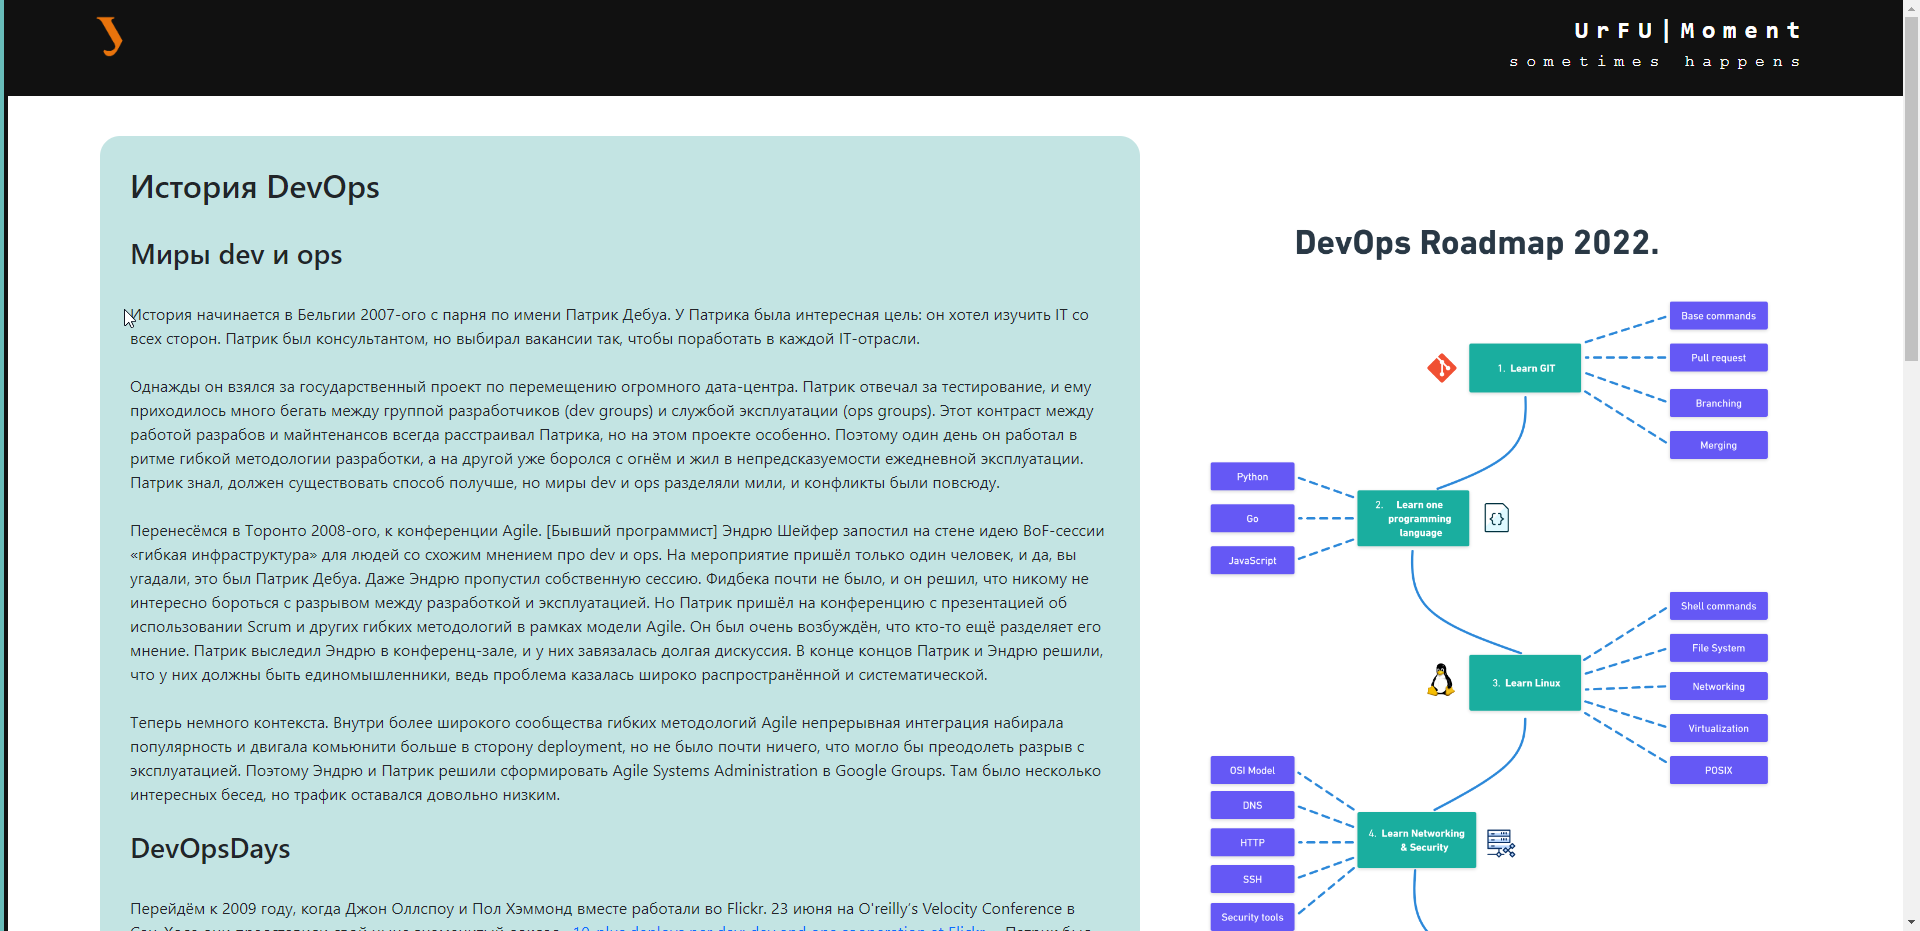 UrFU|Moment
sometimes happens
История DevOps
Миры dev и ops
История начинается в Бельгии 2007-ого с парня по имени Патрик Дебуа. У Патрика была интересная цель: он хотел изучить IT со
всех сторон. Патрик был консультантом, но выбирал вакансии так, чтобы поработать в каждой IT-отрасли.
Однажды он взялся за государственный проект по перемещению огромного дата-центра. Патрик отвечал за тестирование, и ему
приходилось много бегать между группой разработчиков (dev groups) и службой эксплуатации (ops groups). Этот контраст между
работой разрабов и майнтенансов всегда расстраивал Патрика, но на этом проекте особенно. Поэтому один день он работал в
ритме гибкой методологии разработки, а на другой уже боролся с огнём и жил в непредсказуемости ежедневной эксплуатации.
Патрик знал, должен существовать способ получше, но миры dev и ops разделяли мили, и конфликты были повсюду.
Перенесёмся в Торонто 2008-ого, к конференции Agile. [Бывший программист] Эндрю Шейфер запостил на стене идею BoF-сессии
«гибкая инфраструктура» для людей со схожим мнением про dev и ops. На мероприятие пришёл только один человек, и да, вы
угадали, это был Патрик Дебуа. Даже Эндрю пропустил собственную сессию. Фидбека почти не было, и он решил, что никому не
интересно бороться с разрывом между разработкой и эксплуатацией. Но Патрик пришёл на конференцию с презентацией об
использовании Scrum и других гибких методологий в рамках модели Agile. Он был очень возбуждён, что кто-то ещё разделяет его
мнение. Патрик выследил Эндрю в конференц-зале, и у них завязалась долгая дискуссия. В конце концов Патрик и Эндрю решили,
что у них должны быть единомышленники, ведь проблема казалась широко распространённой и систематической.
Теперь немного контекста. Внутри более широкого сообщества гибких методологий Agile непрерывная интеграция набирала
популярность и двигала комьюнити больше в сторону deployment, но не было почти ничего, что могло бы преодолеть разрыв с
эксплуатацией. Поэтому Эндрю и Патрик решили сформировать Agile Systems Administration в Google Groups. Там было несколько
интересных бесед, но трафик оставался довольно низким.
DevOpsDays
Перейдём к 2009 году, когда Джон Оллспоу и Пол Хэммонд вместе работали во Flickr. 23 июня на O'reilly's Velocity Conference в
DevOps Roadmap 2022.
Base commands
Pull request
1. Learn GIT
Branching
Merging
Python
2. Learn one
programming
language
Go
JavaScript
Shell commands
File System
3. Learn Linux
Networking
Virtualization
POSIX
OSI Model
DNS
4. Learn Networking
& Security
HTTP
SSH
Security tools